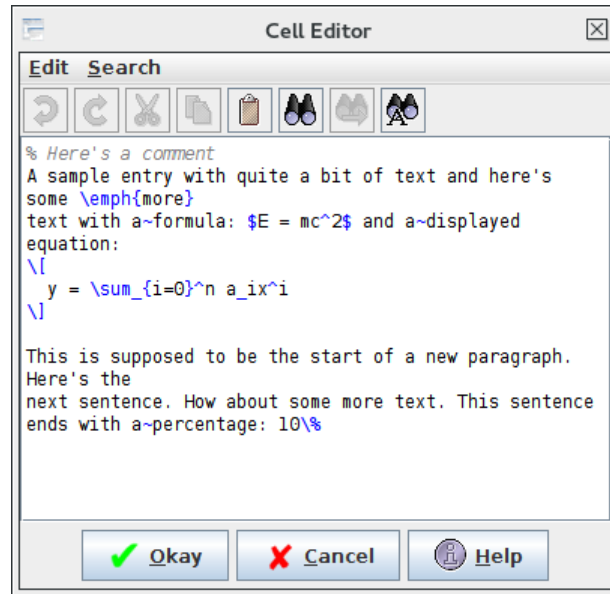 Cell Editor
Edit Search
% Here's a comment
A sample entry with quite a bit of text and here's
some \emph{more}
text with a~formula: $E = mc^2$ and a~displayed
equation:
\[
  y = \sum_{i=0}^n a_ix^i
\]
This is supposed to be the start of a new paragraph.
Here's the
next sentence. How about some more text. This sentence
ends with a~percentage: 10\%
Okay Cancel Help